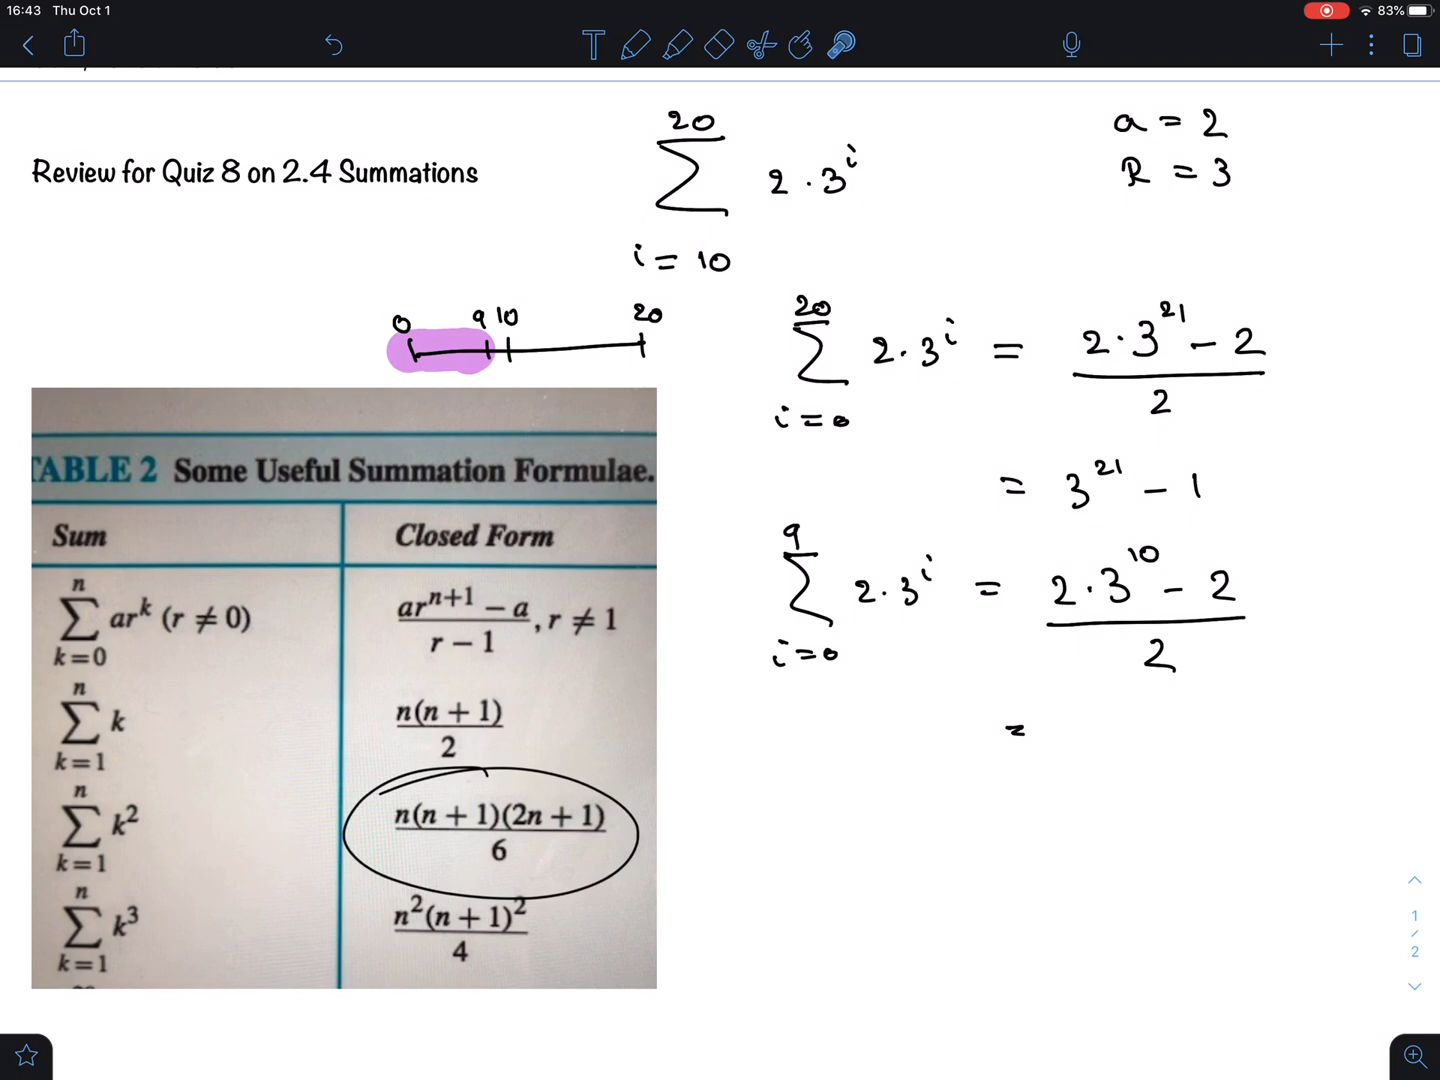 16:43 Thu Oct 1
83%
Review for Quiz 8 on 2.4 Summations
20
∑ 2 · 3^i
i = 10
a = 2
R = 3
0 9 10 20
20
∑ 2 · 3^i = (2 · 3^21 − 2) / 2
i = 0
= 3^21 − 1
9
∑ 2 · 3^i = (2 · 3^10 − 2) / 2
i = 0
=
TABLE 2 Some Useful Summation Formulae.
Sum Closed Form
n
∑ ar^k (r ≠ 0) (ar^(n+1) − a) / (r − 1), r ≠ 1
k=0
n
∑ k n(n + 1) / 2
k=1
n
∑ k^2 n(n + 1)(2n + 1) / 6
k=1
n
∑ k^3 n^2(n + 1)^2 / 4
k=1
1
/
2